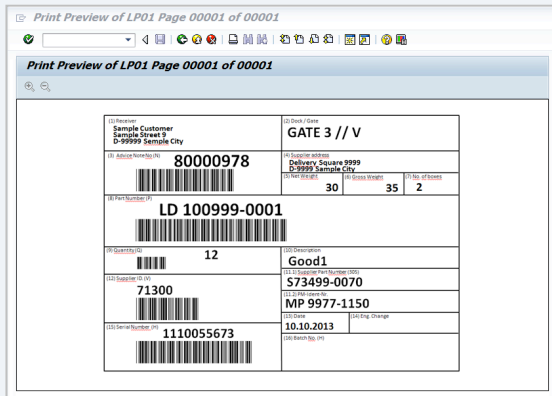 Print Preview of LP01 Page 00001 of 00001
Print Preview of LP01 Page 00001 of 00001
(1) Receiver
Sample Customer
Sample Street 9
D-99999 Semple City
(2) Dock / Gate
GATE 3 // V
(3) Advice Note No (N)
80000978
(4) Supplier address
Delivery Square 9999
D-9999 Sample City
(5) Net Weight
30
(6) Gross Weight
35
(7) No. of boxes
2
(8) Part Number (P)
LD 100999-0001
(9) Quantity (Q)
12
(10) Description
Good1
(11.1) Supplier Part Number (30S)
S73499-0070
(11.2) PM-Ident-Nr.
MP 9977-1150
(12) Supplier ID. (V)
71300
(13) Date
10.10.2013
(14) Eng. Change
(15) Serial Number (H)
1110055673
(16) Batch No. (H)